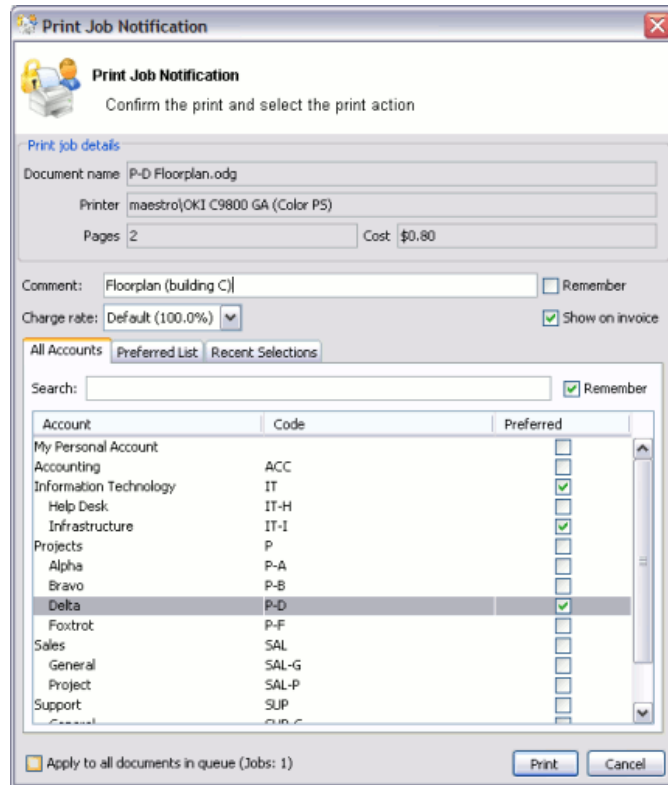 Print Job Notification
Print Job Notification
Confirm the print and select the print action
Print job details
Document name P-D Floorplan.odg
Printer maestro\OKI C9800 GA (Color PS)
Pages 2 Cost $0.80
Comment: Floorplan (building C) Remember
Charge rate: Default (100.0%) Show on invoice
All Accounts Preferred List Recent Selections
Search: Remember
Account Code Preferred
My Personal Account
Accounting ACC
Information Technology IT
Help Desk IT-H
Infrastructure IT-I
Projects P
Alpha P-A
Bravo P-B
Delta P-D
Foxtrot P-F
Sales SAL
General SAL-G
Project SAL-P
Support SUP
General SUP-G
Apply to all documents in queue (Jobs: 1) Print Cancel